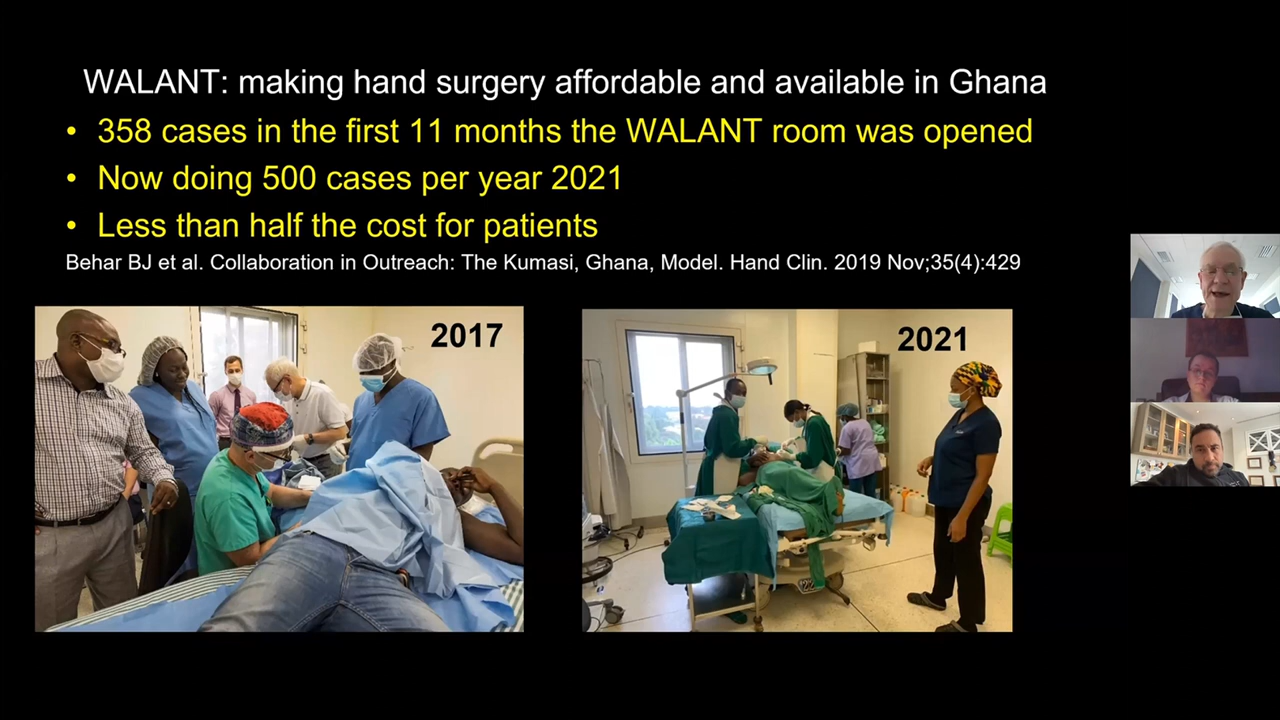 WALANT: making hand surgery affordable and available in Ghana
• 358 cases in the first 11 months the WALANT room was opened
• Now doing 500 cases per year 2021
• Less than half the cost for patients
Behar BJ et al. Collaboration in Outreach: The Kumasi, Ghana, Model. Hand Clin. 2019 Nov;35(4):429
2017
2021